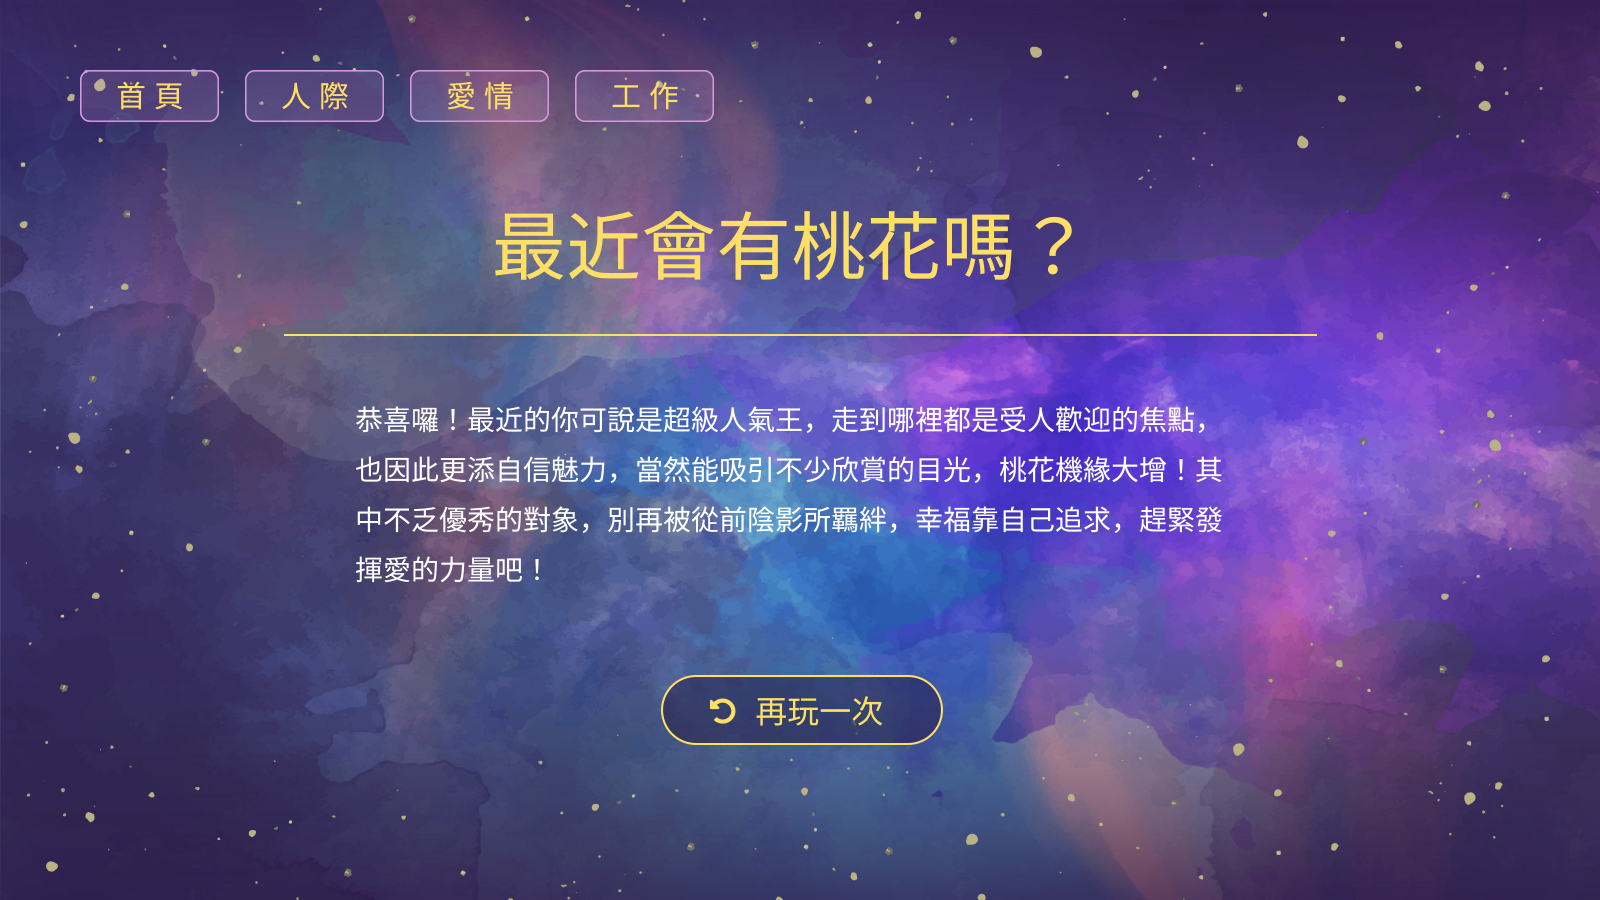 首頁
人際
愛情
工作
最近會有桃花嗎？
恭喜囉！最近的你可說是超級人氣王，走到哪裡都是受人歡迎的焦點，
也因此更添自信魅力，當然能吸引不少欣賞的目光，桃花機緣大增！其
中不乏優秀的對象，別再被從前陰影所羈絆，幸福靠自己追求，趕緊發
揮愛的力量吧！
再玩一次